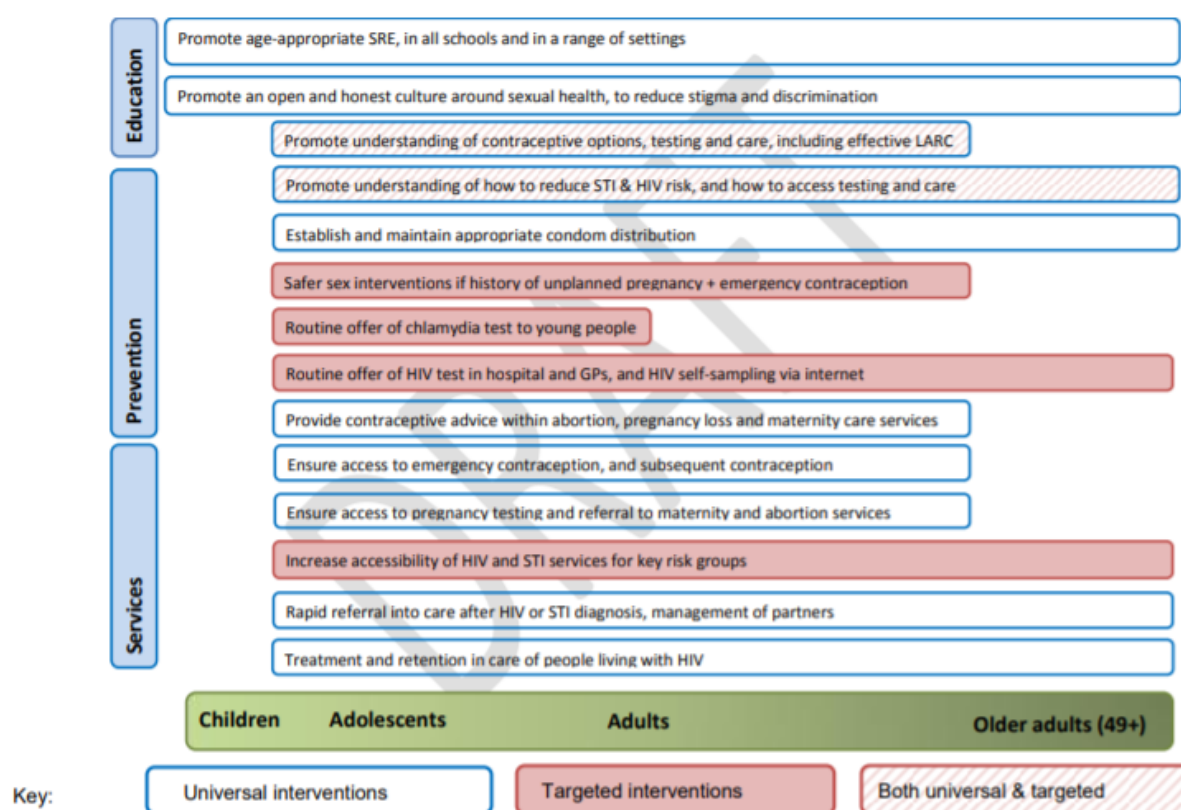 Education
Promote age-appropriate SRE, in all schools and in a range of settings
Promote an open and honest culture around sexual health, to reduce stigma and discrimination
Promote understanding of contraceptive options, testing and care, including effective LARC
Prevention
Promote understanding of how to reduce STI & HIV risk, and how to access testing and care
Establish and maintain appropriate condom distribution
Safer sex interventions if history of unplanned pregnancy + emergency contraception
Routine offer of chlamydia test to young people
Routine offer of HIV test in hospital and GPs, and HIV self-sampling via internet
Provide contraceptive advice within abortion, pregnancy loss and maternity care services
Services
Ensure access to emergency contraception, and subsequent contraception
Ensure access to pregnancy testing and referral to maternity and abortion services
Increase accessibility of HIV and STI services for key risk groups
Rapid referral into care after HIV or STI diagnosis, management of partners
Treatment and retention in care of people living with HIV
DRAFT
Children Adolescents Adults Older adults (49+)
Key: Universal interventions Targeted interventions Both universal & targeted